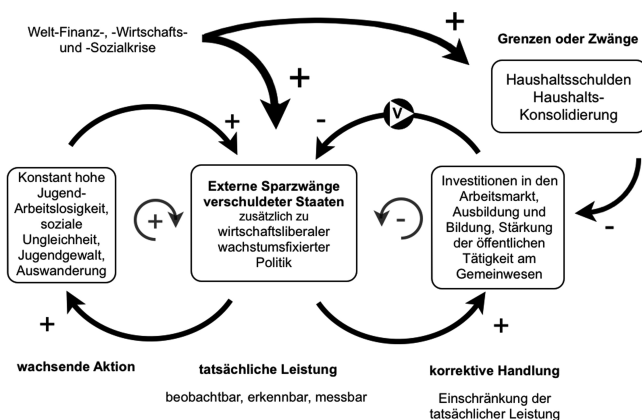 Welt-Finanz-, -Wirtschafts-
und -Sozialkrise
+
+
Grenzen oder Zwänge
Haushaltsschulden
Haushalts-
Konsolidierung
+
-
V
Konstant hohe
Jugend-
Arbeitslosigkeit,
soziale
Ungleichheit,
Jugendgewalt,
Auswanderung
+
Externe Sparzwänge
verschuldeter Staaten
zusätzlich zu
wirtschaftsliberaler
wachstumsfixierter
Politik
-
Investitionen in den
Arbeitsmarkt,
Ausbildung und
Bildung, Stärkung
der öffentlichen
Tätigkeit am
Gemeinwesen
-
+
+
wachsende Aktion
tatsächliche Leistung
beobachtbar, erkennbar, messbar
korrektive Handlung
Einschränkung der
tatsächlicher Leistung